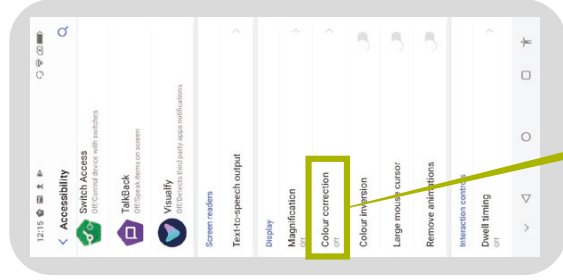 12:15
Accessibility
Switch Access
Off/Control device with switches
TalkBack
Off/Speak items on screen
Visualfy
Off/Detects third party apps notifications
Screen readers
Text-to-speech output
Display
Magnification
Off
Colour correction
Off
Colour inversion
Large mouse cursor
Remove animations
Interaction controls
Dwell timing
Off